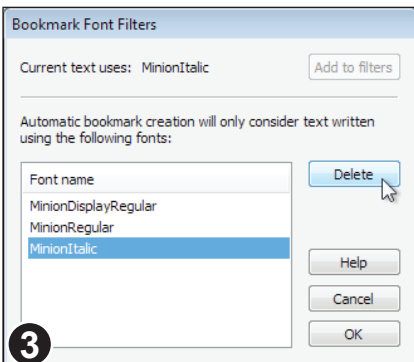 Bookmark Font Filters
Current text uses: MinionItalic
Add to filters
Automatic bookmark creation will only consider text written
using the following fonts:
Font name
Delete
MinionDisplayRegular
MinionRegular
MinionItalic
Help
Cancel
OK
3